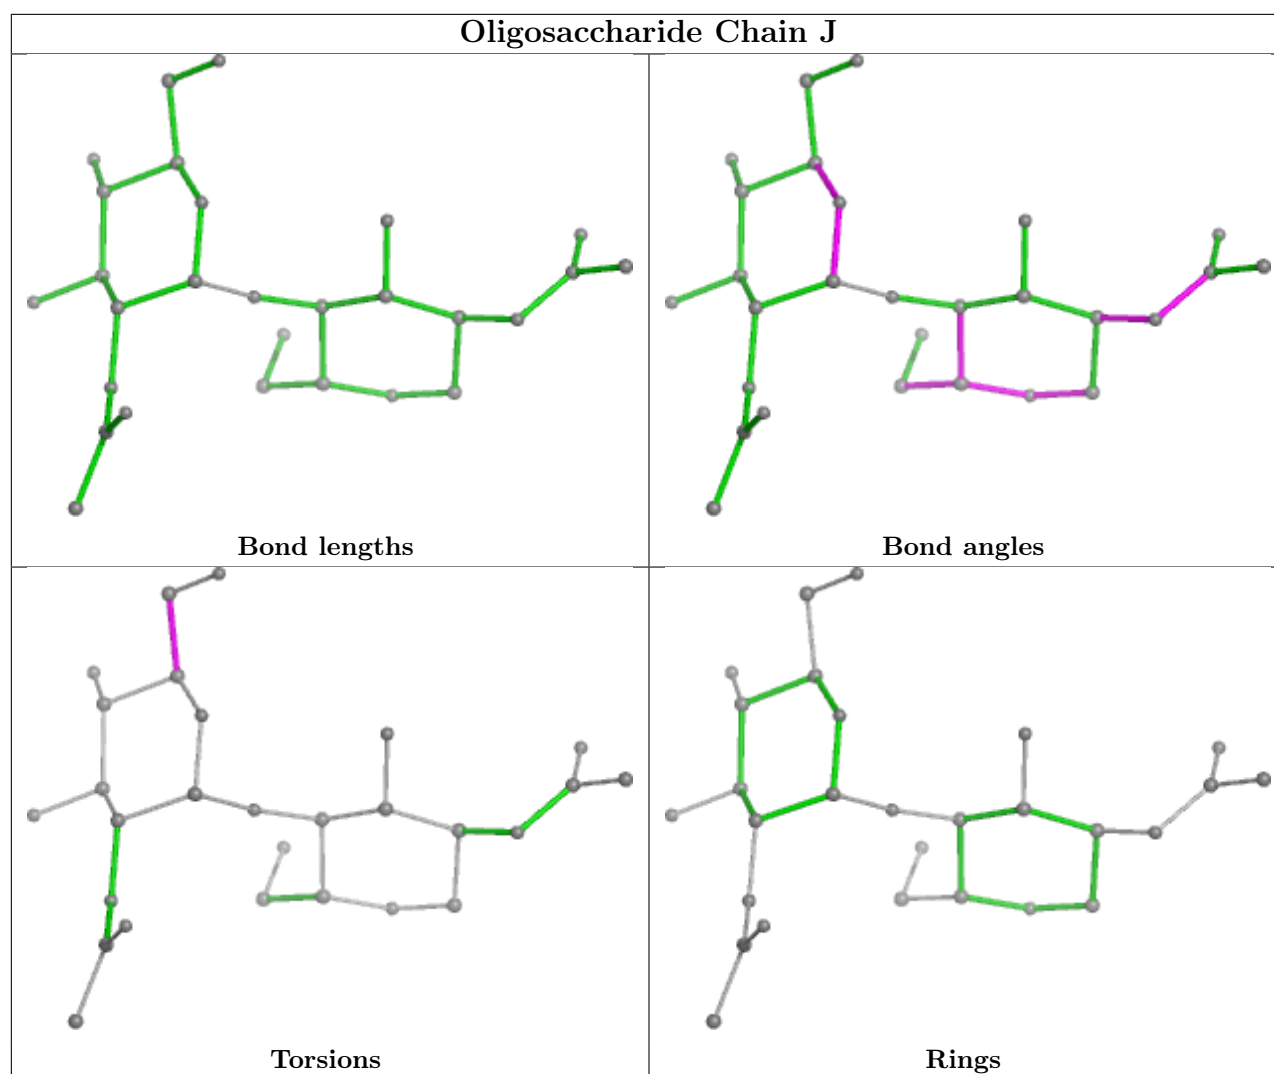 Oligosaccharide Chain J
Bond lengths
Bond angles
Torsions
Rings